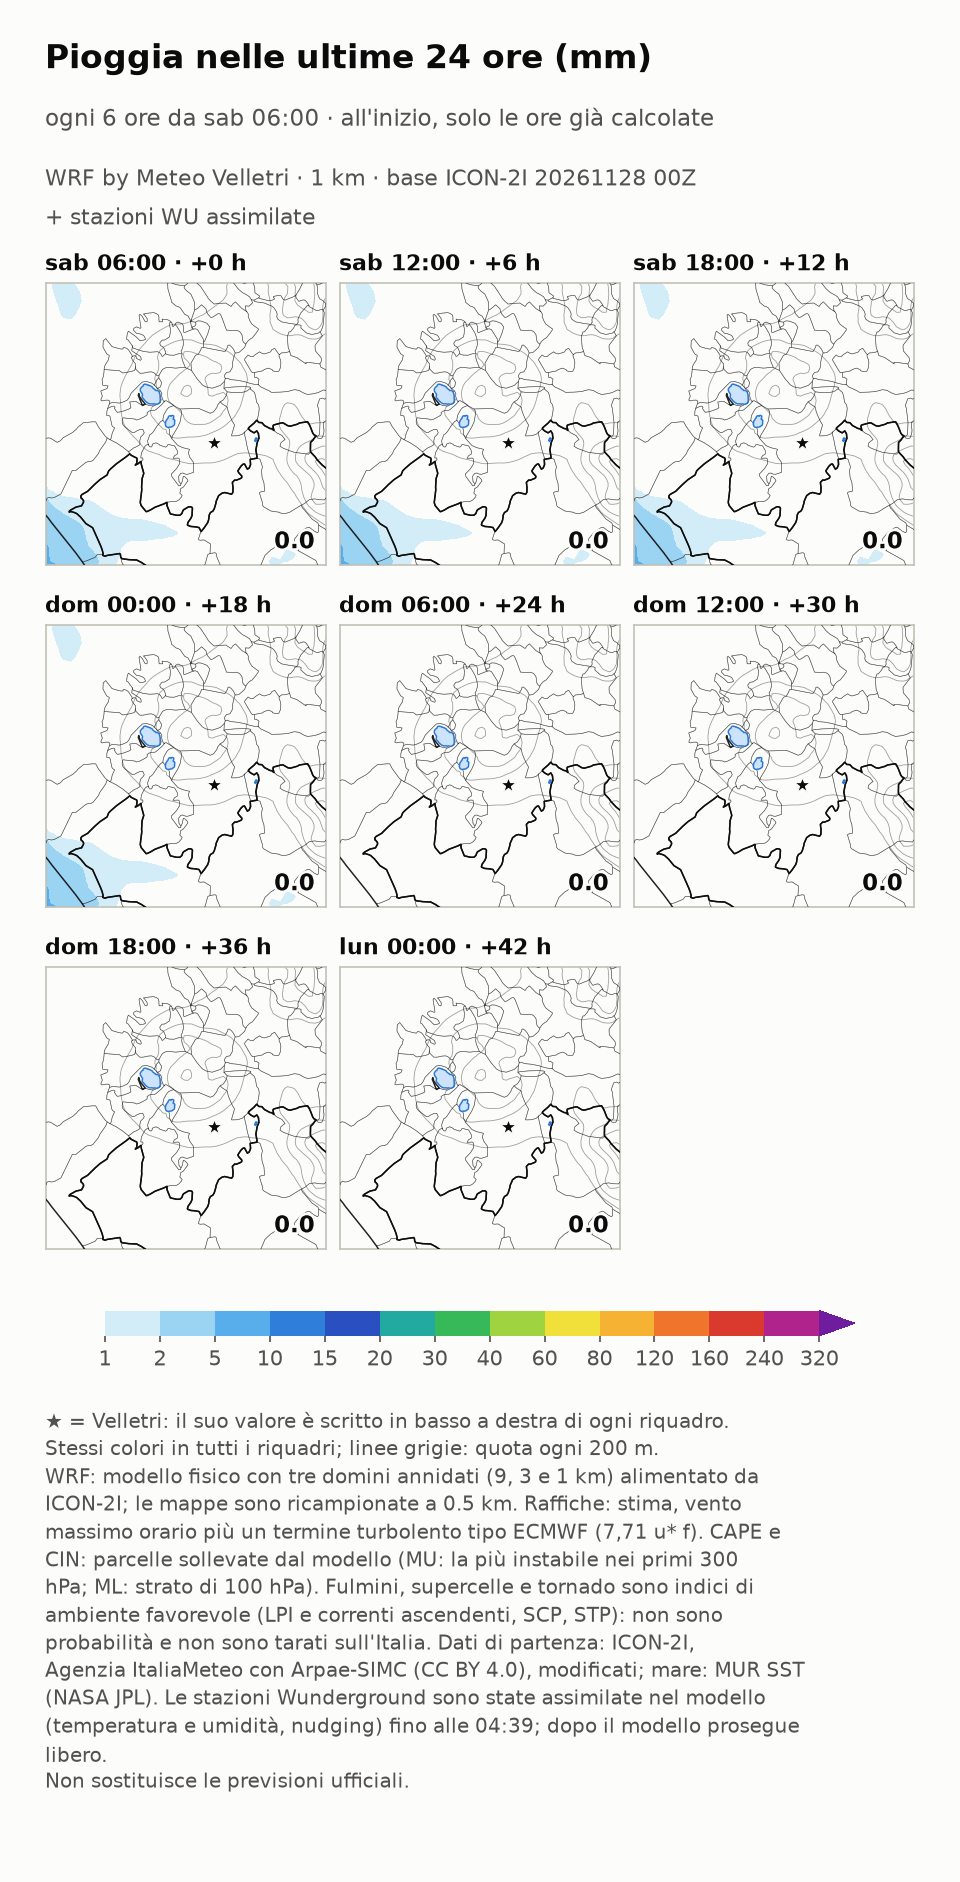 Pioggia nelle ultime 24 ore (mm)
ogni 6 ore da sab 06:00 · all'inizio, solo le ore già calcolate
WRF by Meteo Velletri · 1 km · base ICON-2I 20261128 00Z
+ stazioni WU assimilate
sab 06:00 · +0 h
sab 12:00 · +6 h
sab 18:00 · +12 h
0.0
0.0
0.0
dom 00:00 · +18 h
dom 06:00 · +24 h
dom 12:00 · +30 h
0.0
0.0
0.0
dom 18:00 · +36 h
lun 00:00 · +42 h
0.0
0.0
1 2 5 10 15 20 30 40 60 80 120 160 240 320
★ = Velletri: il suo valore è scritto in basso a destra di ogni riquadro.
Stessi colori in tutti i riquadri; linee grigie: quota ogni 200 m.
WRF: modello fisico con tre domini annidati (9, 3 e 1 km) alimentato da
ICON-2I; le mappe sono ricampionate a 0.5 km. Raffiche: stima, vento
massimo orario più un termine turbolento tipo ECMWF (7,71 u* f). CAPE e
CIN: parcelle sollevate dal modello (MU: la più instabile nei primi 300
hPa; ML: strato di 100 hPa). Fulmini, supercelle e tornado sono indici di
ambiente favorevole (LPI e correnti ascendenti, SCP, STP): non sono
probabilità e non sono tarati sull'Italia. Dati di partenza: ICON-2I,
Agenzia ItaliaMeteo con Arpae-SIMC (CC BY 4.0), modificati; mare: MUR SST
(NASA JPL). Le stazioni Wunderground sono state assimilate nel modello
(temperatura e umidità, nudging) fino alle 04:39; dopo il modello prosegue
libero.
Non sostituisce le previsioni ufficiali.